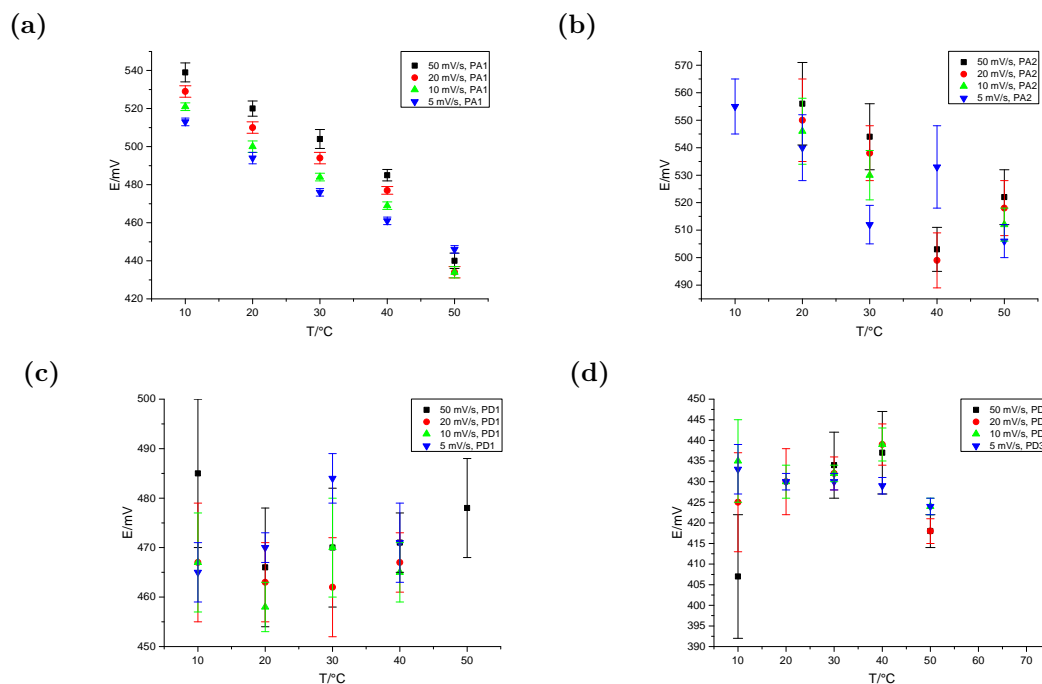 (a)
540
520
500
480
460
440
420
E/mV
10 20 30 40 50
T/°C
50 mV/s, PA1
20 mV/s, PA1
10 mV/s, PA1
5 mV/s, PA1
(b)
570
560
550
540
530
520
510
500
490
E/mV
10 20 30 40 50
T/°C
50 mV/s, PA2
20 mV/s, PA2
10 mV/s, PA2
5 mV/s, PA2
(c)
500
490
480
470
460
450
E/mV
10 20 30 40 50
T/°C
50 mV/s, PD1
20 mV/s, PD1
10 mV/s, PD1
5 mV/s, PD1
(d)
450
445
440
435
430
425
420
415
410
405
400
395
390
E/mV
10 20 30 40 50 60 70
T/°C
50 mV/s, PD
20 mV/s, PD
10 mV/s, PD
5 mV/s, PD3